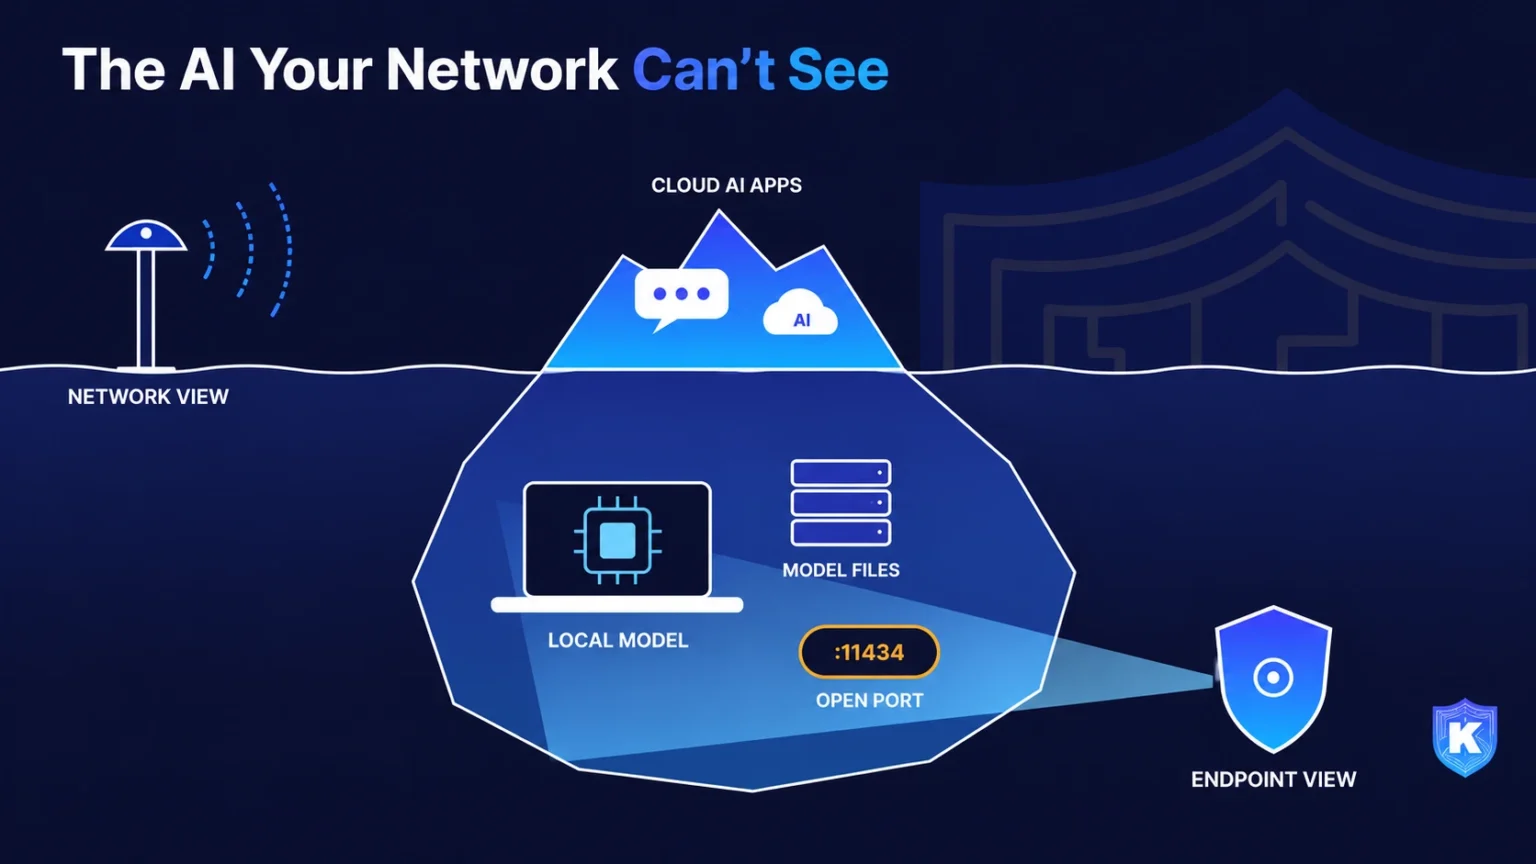 The AI Your Network Can't See
CLOUD AI APPS
AI
NETWORK VIEW
MODEL FILES
LOCAL MODEL
:11434
OPEN PORT
ENDPOINT VIEW
K